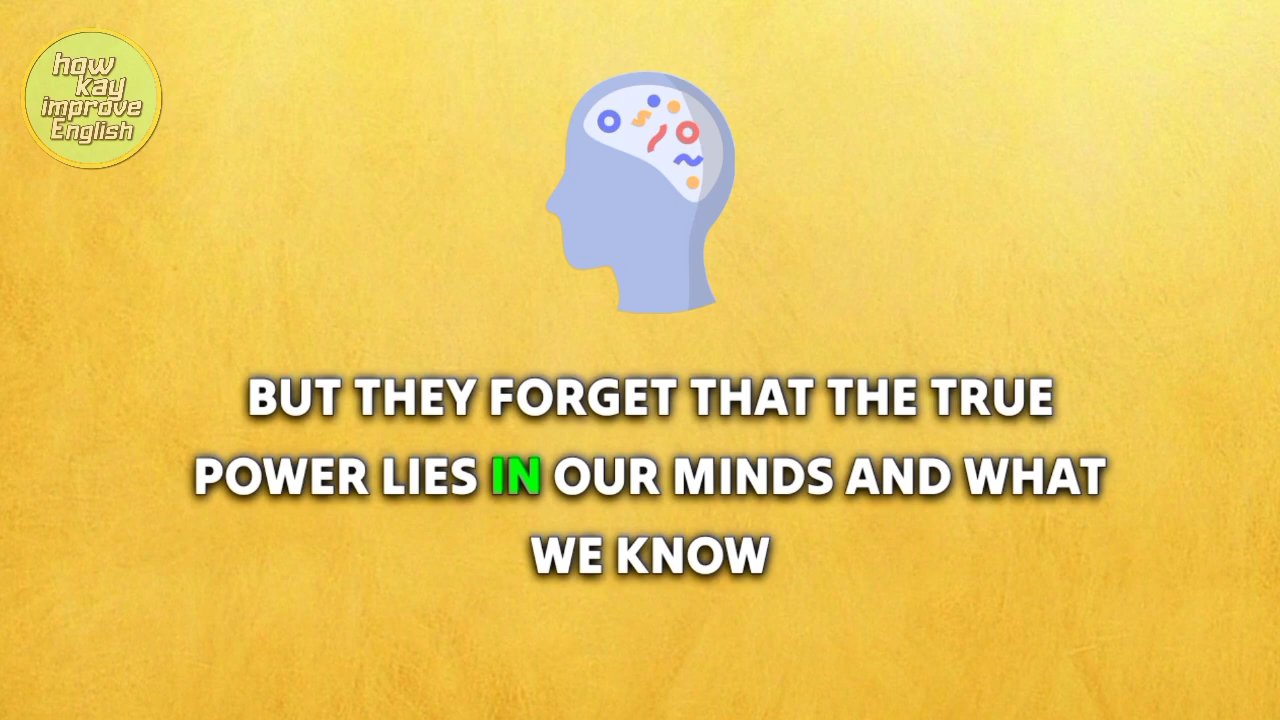 how
kay
improve
English
BUT THEY FORGET THAT THE TRUE
POWER LIES IN OUR MINDS AND WHAT
WE KNOW